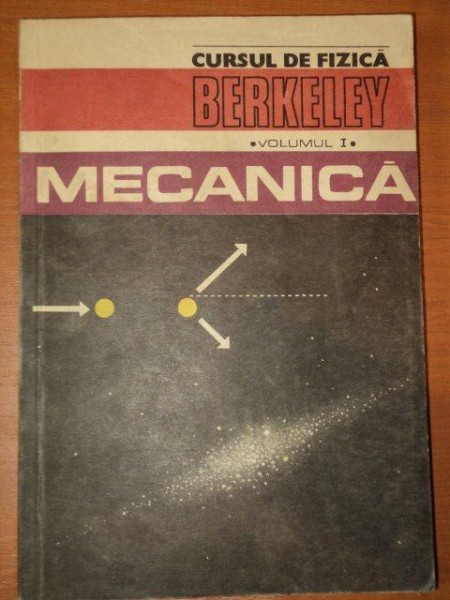 CURSUL DE FIZICĂ
BERKELEY
•VOLUMUL I•
MECANICĂ